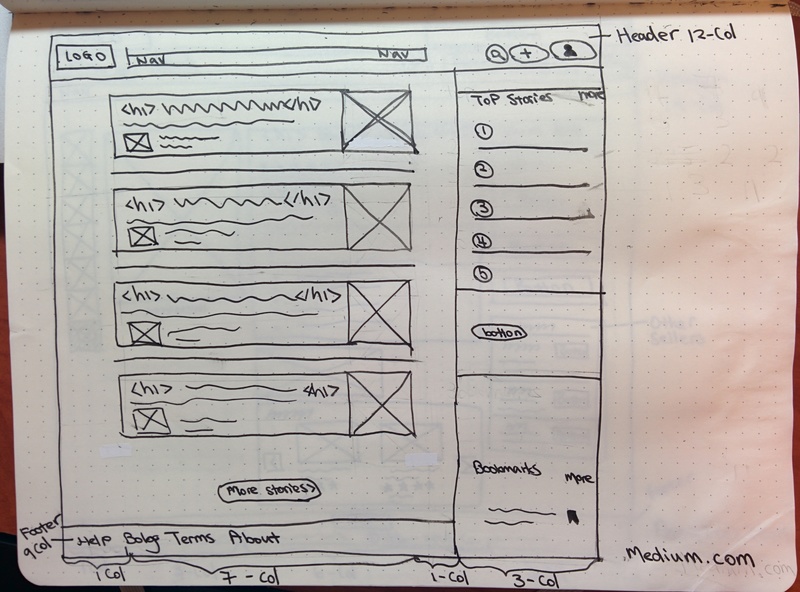 Header 12-Col
LOGO Nav Nav
Top Stories more
<h1> </h1>
1
2
<h1> </h1>
3
4
5
<h1> </h1>
button
<h1> <h1>
Bookmarks more
More stories>
Footer
9 Col
Help Bolog Terms About
Medium.com
1 Col 7-Col 1-Col 3-Col